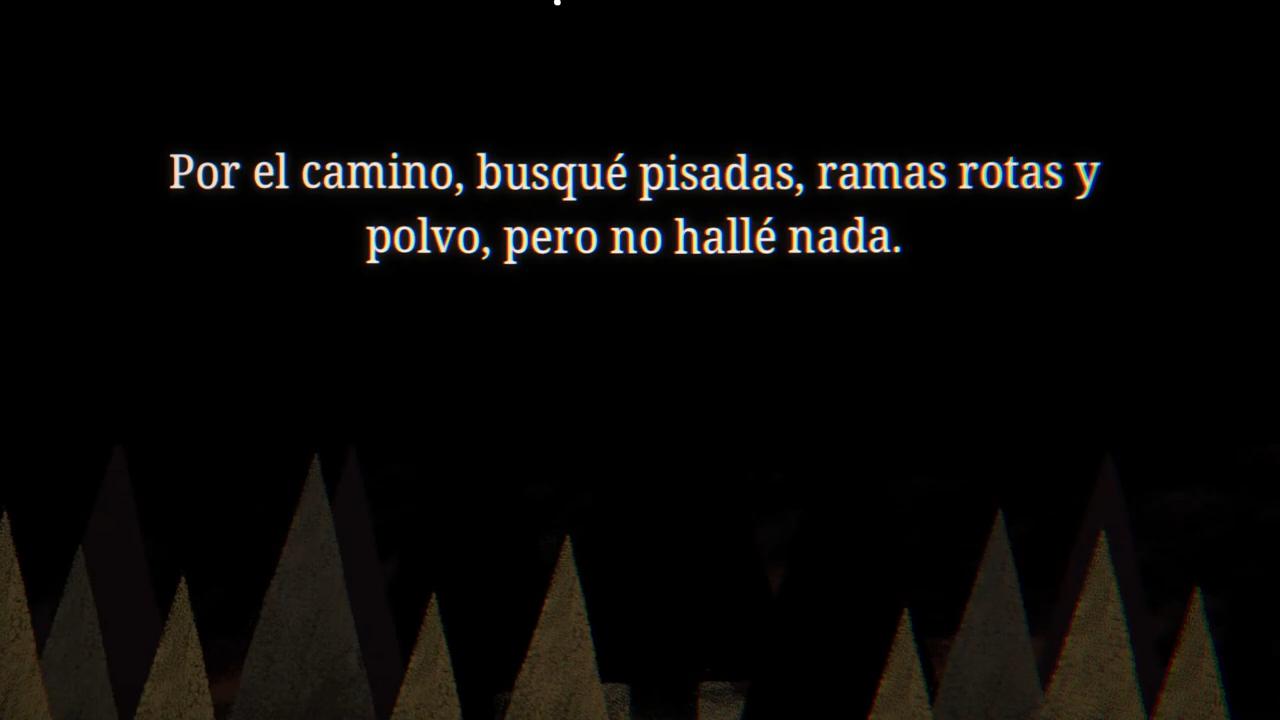 Por el camino, busqué pisadas, ramas rotas y
polvo, pero no hallé nada.